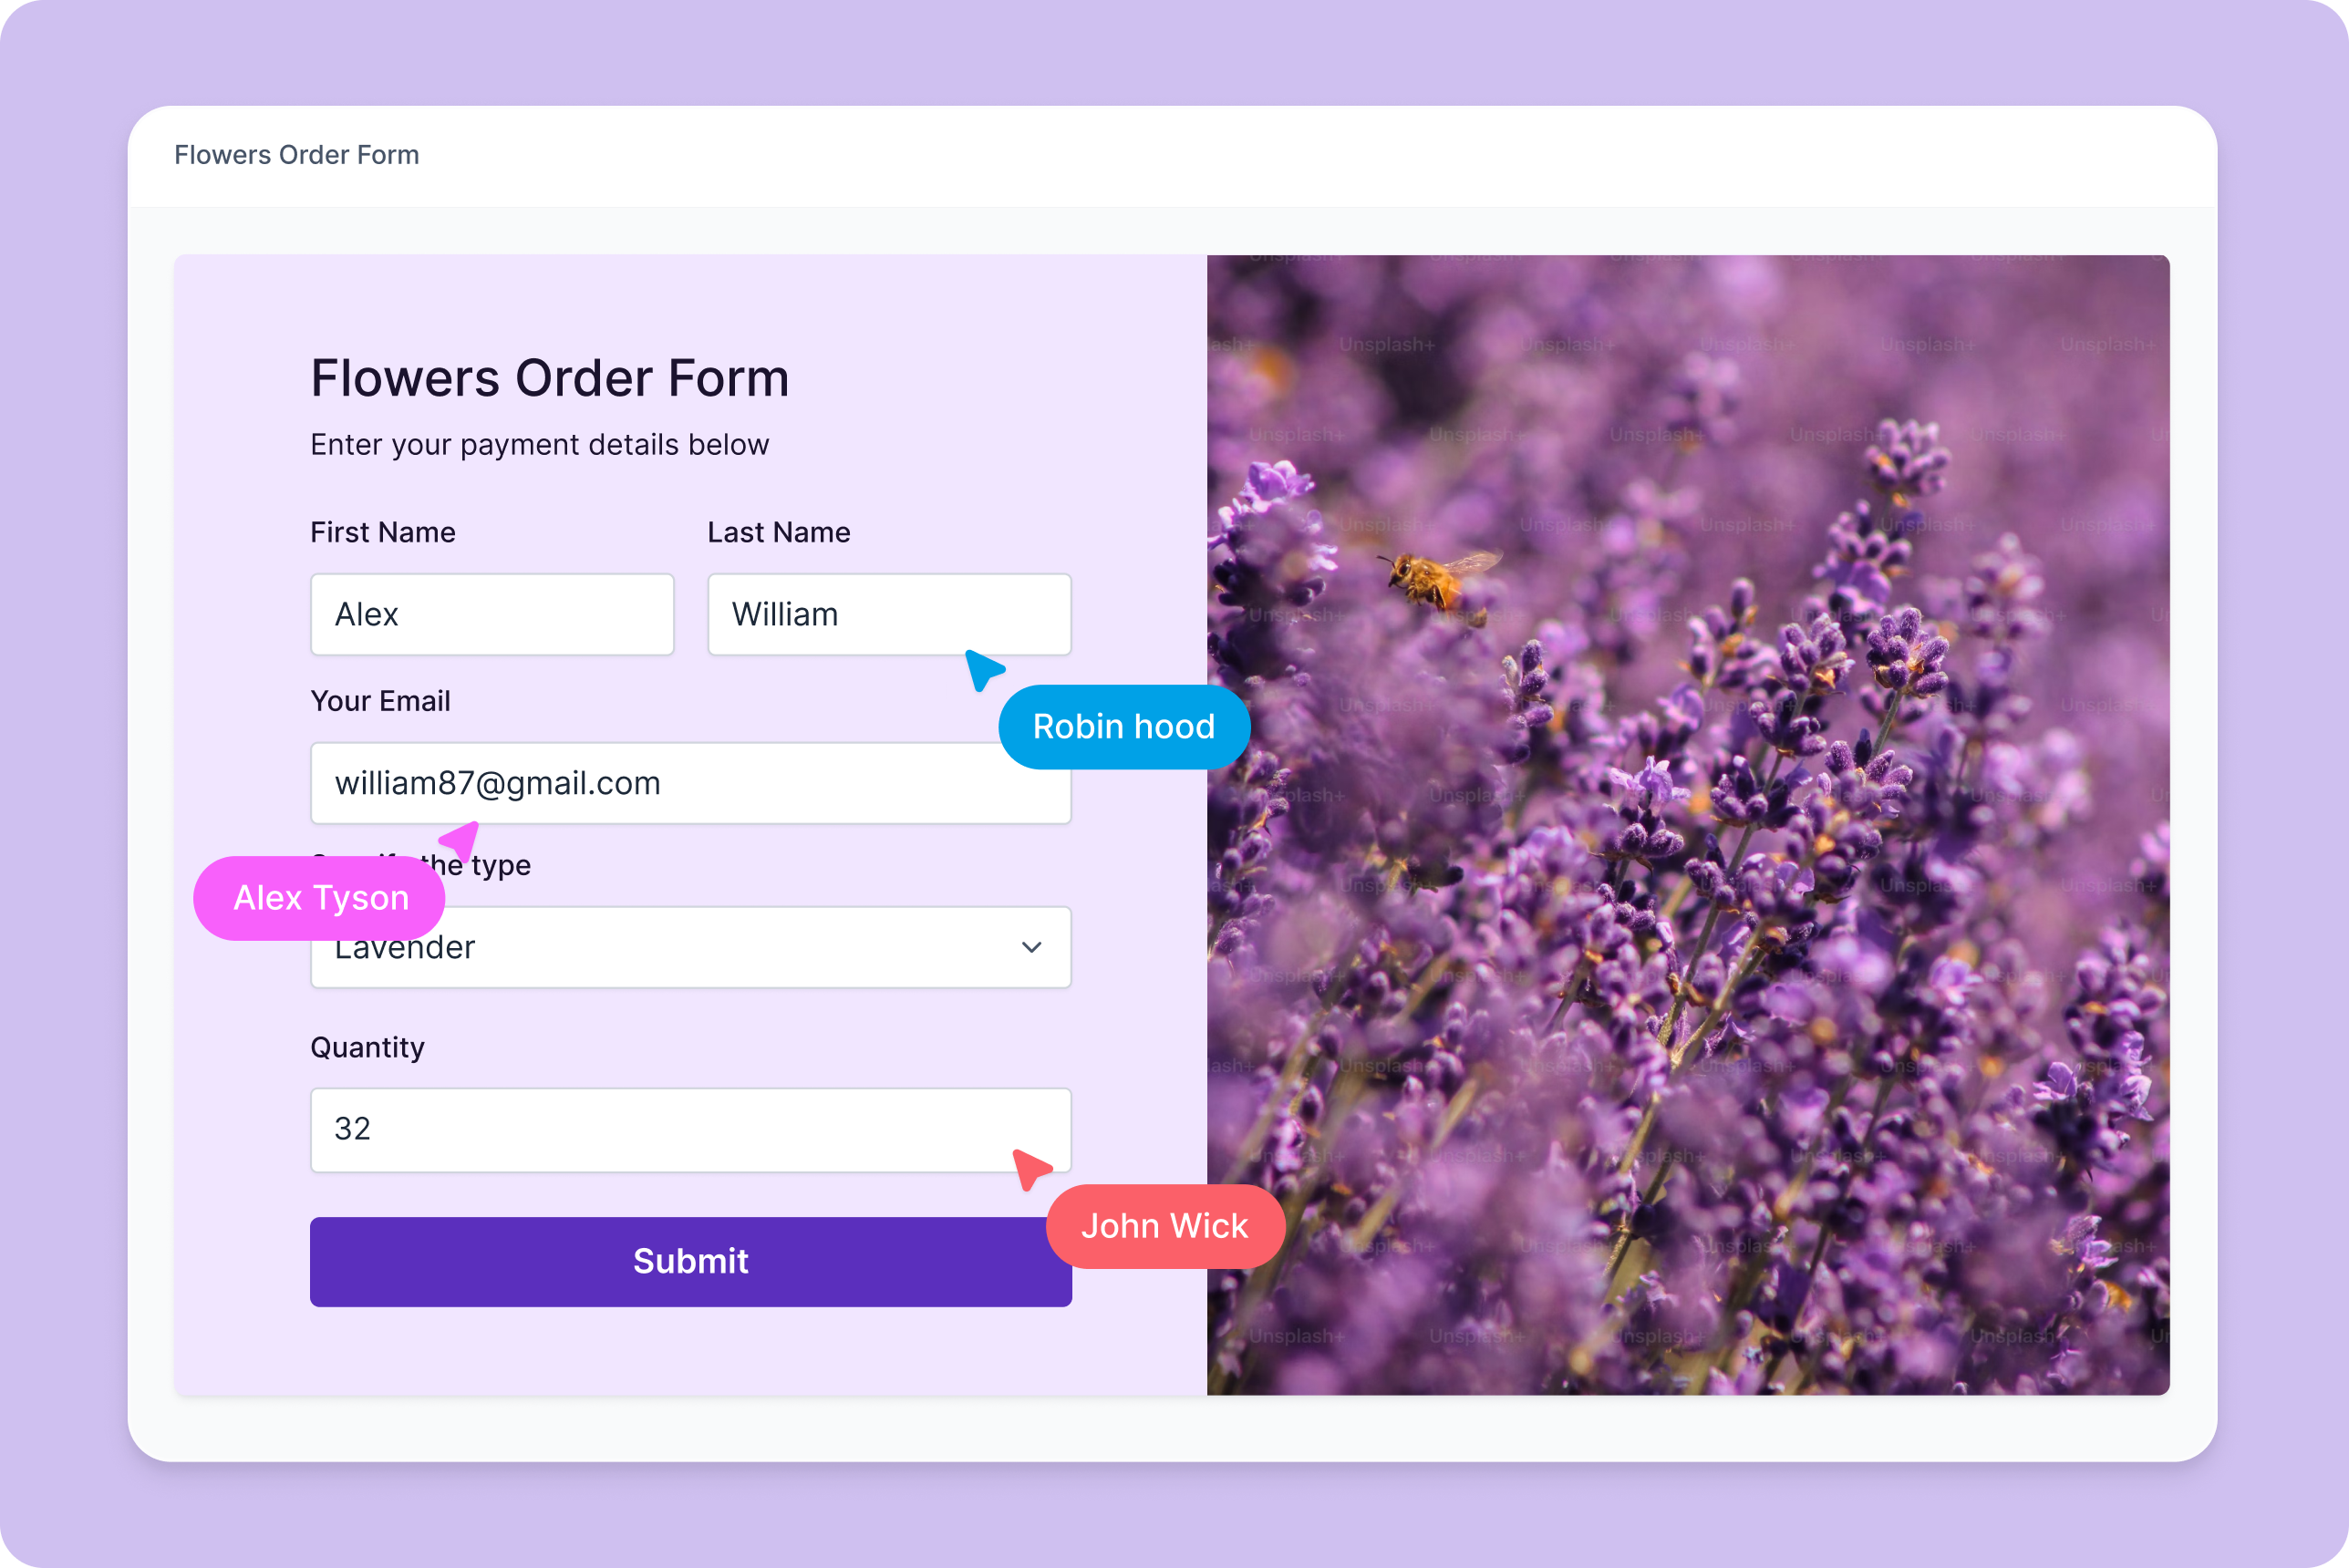 Flowers Order Form
Flowers Order Form
Enter your payment details below
First Name
Last Name
Alex
William
Your Email
Robin hood
william87@gmail.com
the type
Alex Tyson
Lavender
Quantity
32
John Wick
Submit
Unsplash+